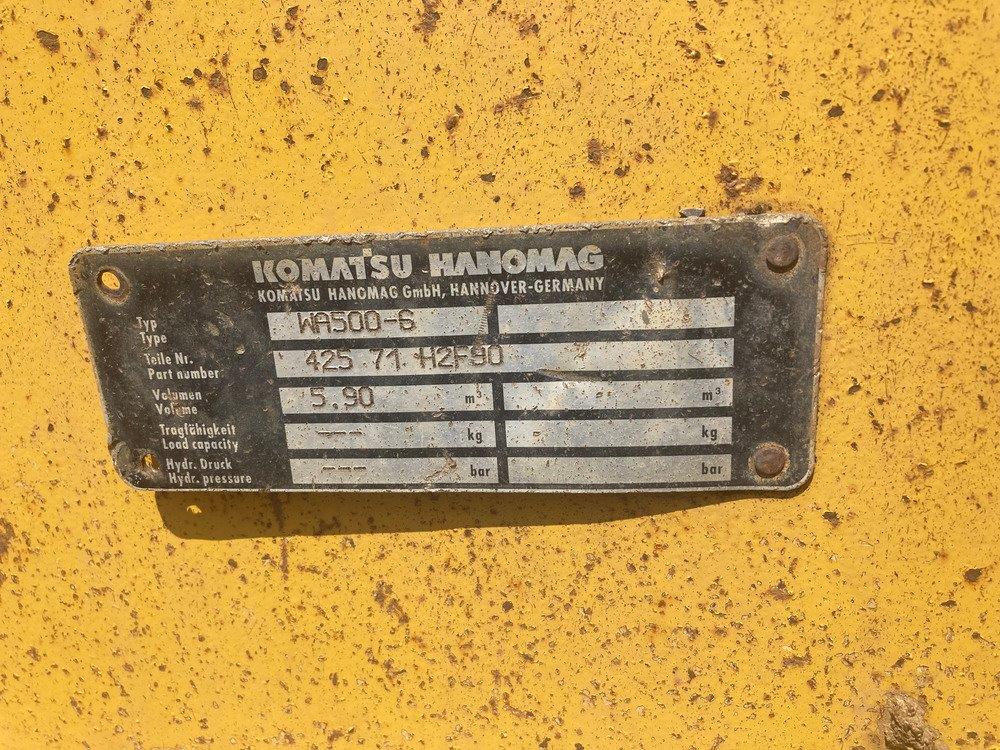 KOMATSU HANOMAG
KOMATSU HANOMAG GmbH, HANNOVER-GERMANY
Typ
Type
WA500-6
Teile Nr.
Part number
425 71 H2F90
Volumen
Volume
5.90 m³ m³
Tragfähigkeit
Load capacity
--- kg - kg
Hydr. Druck
Hydr. pressure
--- bar bar